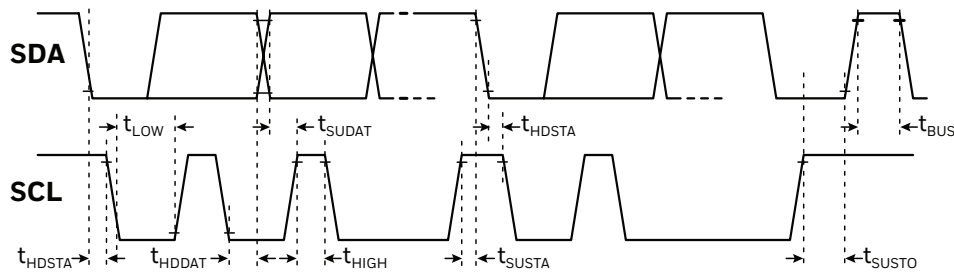 SDA
tLOW
tSUDAT
tHDSTA
tBUS
SCL
tHDSTA
tHDDAT
tHIGH
tSUSTA
tSUSTO